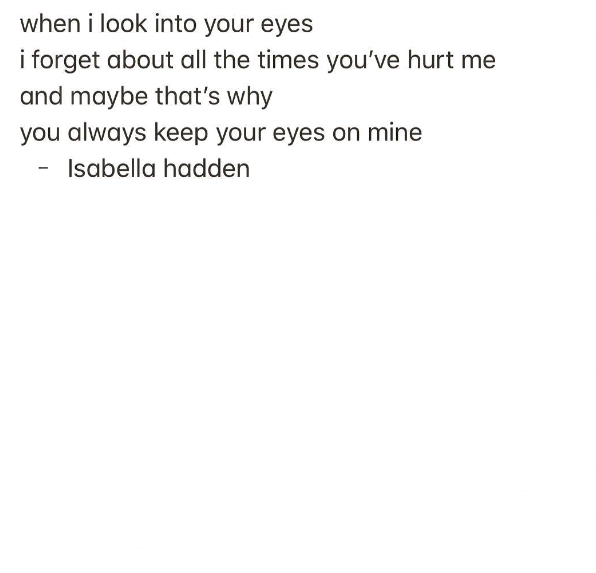 when i look into your eyes
i forget about all the times you've hurt me
and maybe that's why
you always keep your eyes on mine
- Isabella hadden